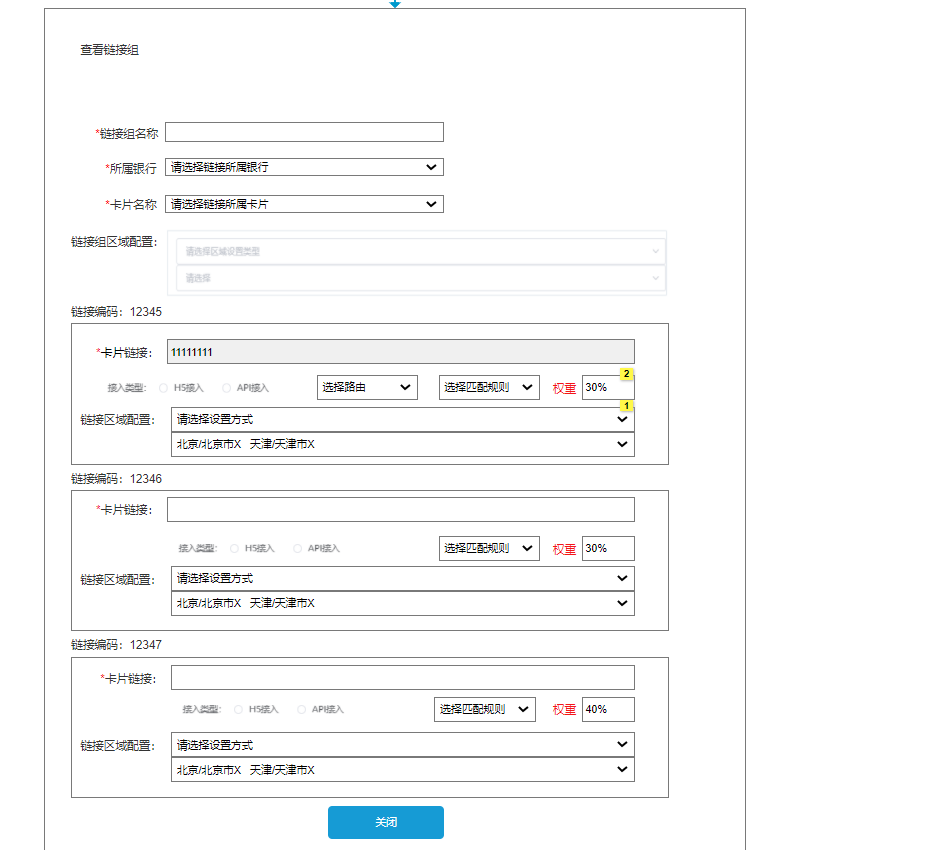 查看链接组
*链接组名称
*所属银行 请选择链接所属银行
*卡片名称 请选择链接所属卡片
链接组区域配置：
请选择区域设置类型
请选择
链接编码：12345
*卡片链接： 11111111
接入类型： H5接入 API接入 选择路由 选择匹配规则 权重 30% 2
链接区域配置： 请选择设置方式 1
北京/北京市X 天津/天津市X
链接编码：12346
*卡片链接：
接入类型： H5接入 API接入 选择匹配规则 权重 30%
链接区域配置： 请选择设置方式
北京/北京市X 天津/天津市X
链接编码：12347
*卡片链接：
接入类型： H5接入 API接入 选择匹配规则 权重 40%
链接区域配置： 请选择设置方式
北京/北京市X 天津/天津市X
关闭